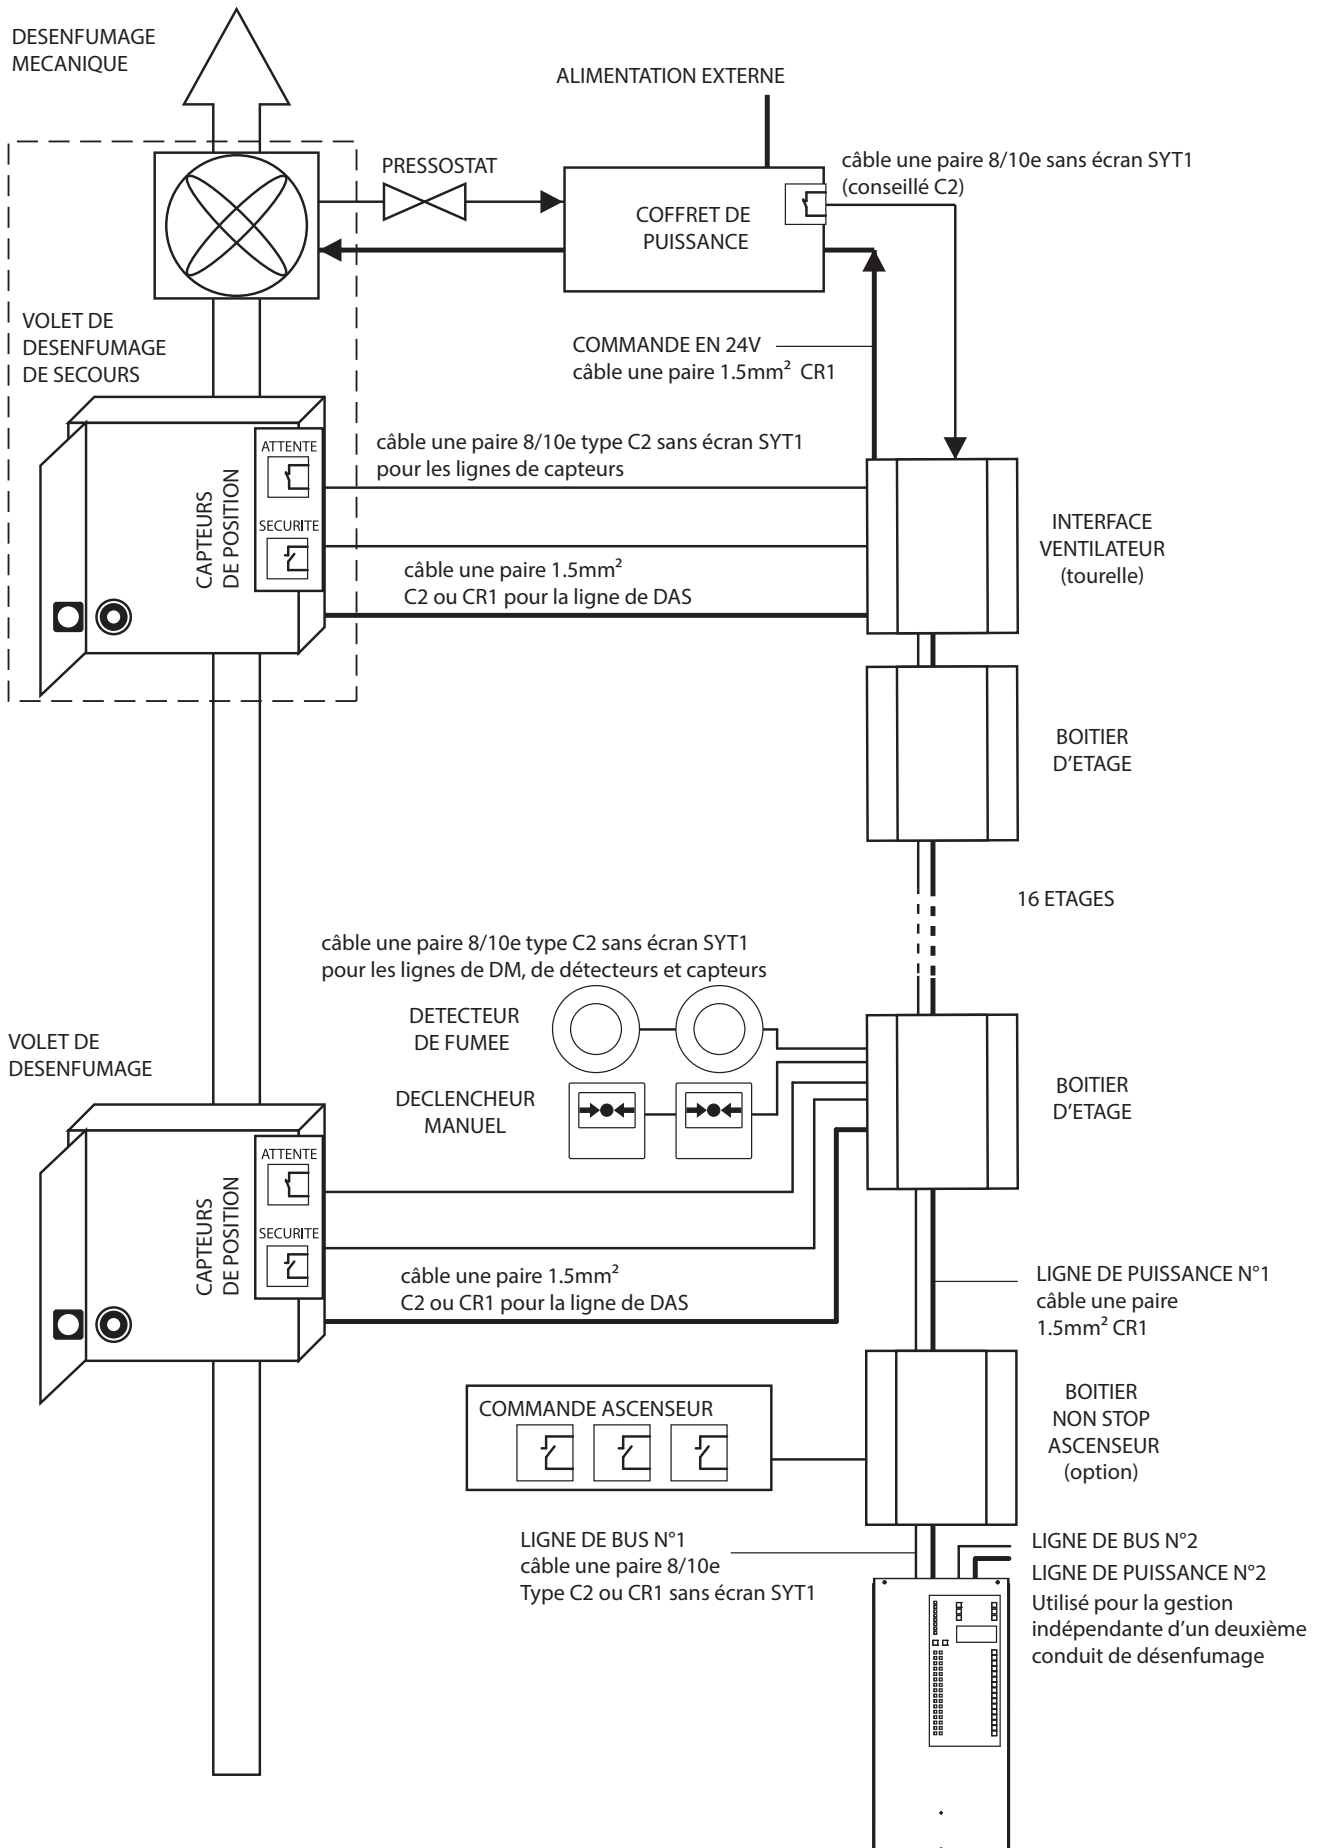 DESENFUMAGE
MECANIQUE
ALIMENTATION EXTERNE
PRESSOSTAT
câble une paire 8/10e sans écran SYT1
(conseillé C2)
COFFRET DE
PUISSANCE
VOLET DE
DESENFUMAGE
DE SECOURS
COMMANDE EN 24V
câble une paire 1.5mm² CR1
ATTENTE
SECURITE
CAPTEURS
DE POSITION
câble une paire 8/10e type C2 sans écran SYT1
pour les lignes de capteurs
câble une paire 1.5mm²
C2 ou CR1 pour la ligne de DAS
INTERFACE
VENTILATEUR
(tourelle)
BOITIER
D'ETAGE
16 ETAGES
câble une paire 8/10e type C2 sans écran SYT1
pour les lignes de DM, de détecteurs et capteurs
DETECTEUR
DE FUMEE
DECLENCHEUR
MANUEL
BOITIER
D'ETAGE
VOLET DE
DESENFUMAGE
ATTENTE
SECURITE
CAPTEURS
DE POSITION
câble une paire 1.5mm²
C2 ou CR1 pour la ligne de DAS
LIGNE DE PUISSANCE N°1
câble une paire
1.5mm² CR1
COMMANDE ASCENSEUR
BOITIER
NON STOP
ASCENSEUR
(option)
LIGNE DE BUS N°1
câble une paire 8/10e
Type C2 ou CR1 sans écran SYT1
LIGNE DE BUS N°2
LIGNE DE PUISSANCE N°2
Utilisé pour la gestion
indépendante d'un deuxième
conduit de désenfumage